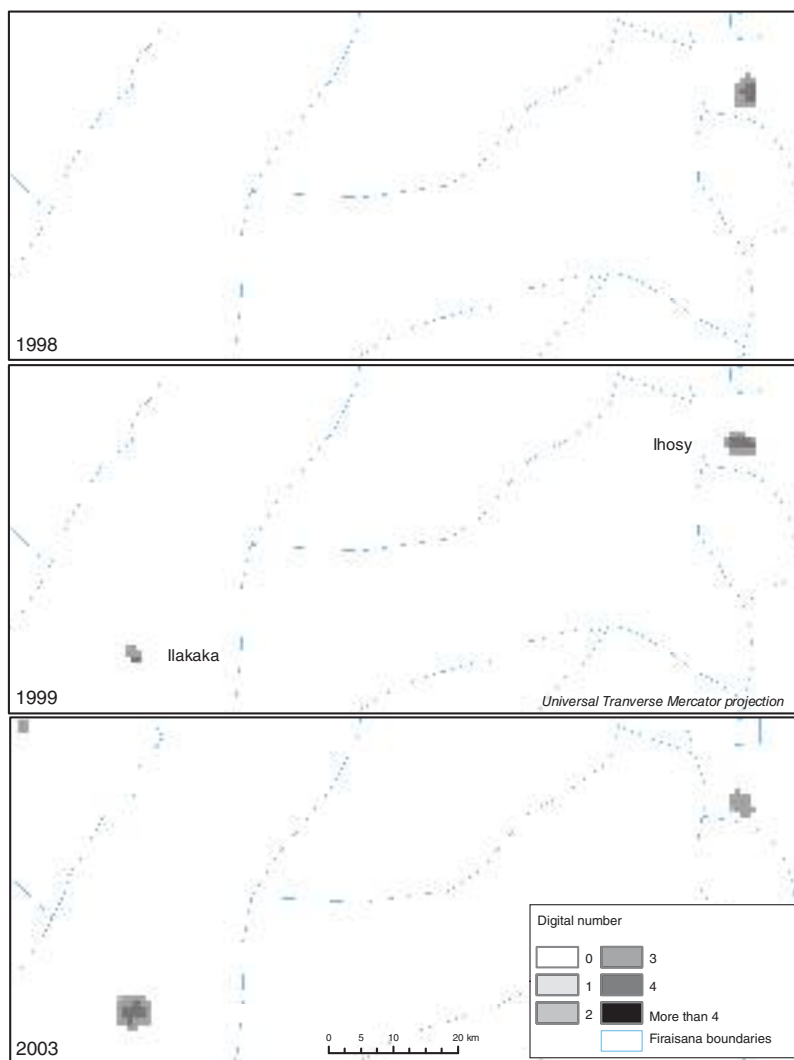 1998
Ihosy
Ilakaka
1999
Universal Tranverse Mercator projection
Digital number
0 3
1 4
2 More than 4
Firaisana boundaries
0 5 10 20 km
2003